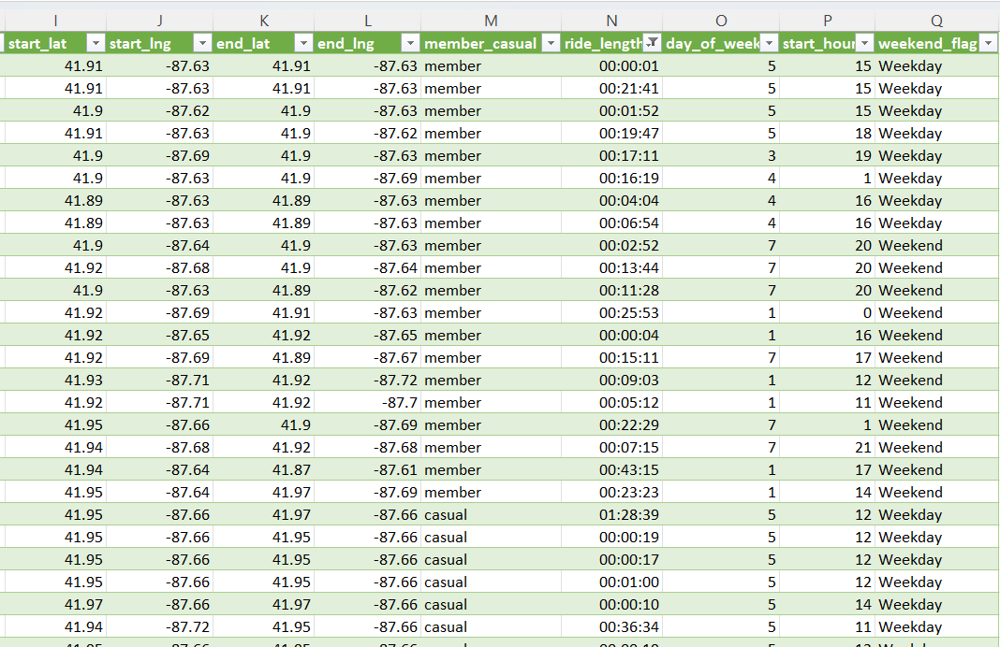 I J K L M N O P Q
start_lat start_lng end_lat end_lng member_casual ride_length day_of_week start_hour weekend_flag
41.91 -87.63 41.91 -87.63 member 00:00:01 5 15 Weekday
41.91 -87.63 41.91 -87.63 member 00:21:41 5 15 Weekday
41.9 -87.62 41.9 -87.63 member 00:01:52 5 15 Weekday
41.91 -87.63 41.9 -87.62 member 00:19:47 5 18 Weekday
41.9 -87.69 41.9 -87.63 member 00:17:11 3 19 Weekday
41.9 -87.63 41.9 -87.69 member 00:16:19 4 1 Weekday
41.89 -87.63 41.89 -87.63 member 00:04:04 4 16 Weekday
41.89 -87.63 41.89 -87.63 member 00:06:54 4 16 Weekday
41.9 -87.64 41.9 -87.63 member 00:02:52 7 20 Weekend
41.92 -87.68 41.9 -87.64 member 00:13:44 7 20 Weekend
41.9 -87.63 41.89 -87.62 member 00:11:28 7 20 Weekend
41.92 -87.69 41.91 -87.63 member 00:25:53 1 0 Weekend
41.92 -87.65 41.92 -87.65 member 00:00:04 1 16 Weekend
41.92 -87.69 41.89 -87.67 member 00:15:11 7 17 Weekend
41.93 -87.71 41.92 -87.72 member 00:09:03 1 12 Weekend
41.92 -87.71 41.92 -87.7 member 00:05:12 1 11 Weekend
41.95 -87.66 41.9 -87.69 member 00:22:29 7 1 Weekend
41.94 -87.68 41.92 -87.68 member 00:07:15 7 21 Weekend
41.94 -87.64 41.87 -87.61 member 00:43:15 1 17 Weekend
41.95 -87.64 41.97 -87.69 member 00:23:23 1 14 Weekend
41.95 -87.66 41.97 -87.66 casual 01:28:39 5 12 Weekday
41.95 -87.66 41.95 -87.66 casual 00:00:19 5 12 Weekday
41.95 -87.66 41.95 -87.66 casual 00:00:17 5 12 Weekday
41.95 -87.66 41.95 -87.66 casual 00:01:00 5 12 Weekday
41.97 -87.66 41.97 -87.66 casual 00:00:10 5 14 Weekday
41.94 -87.72 41.95 -87.66 casual 00:36:34 5 11 Weekday